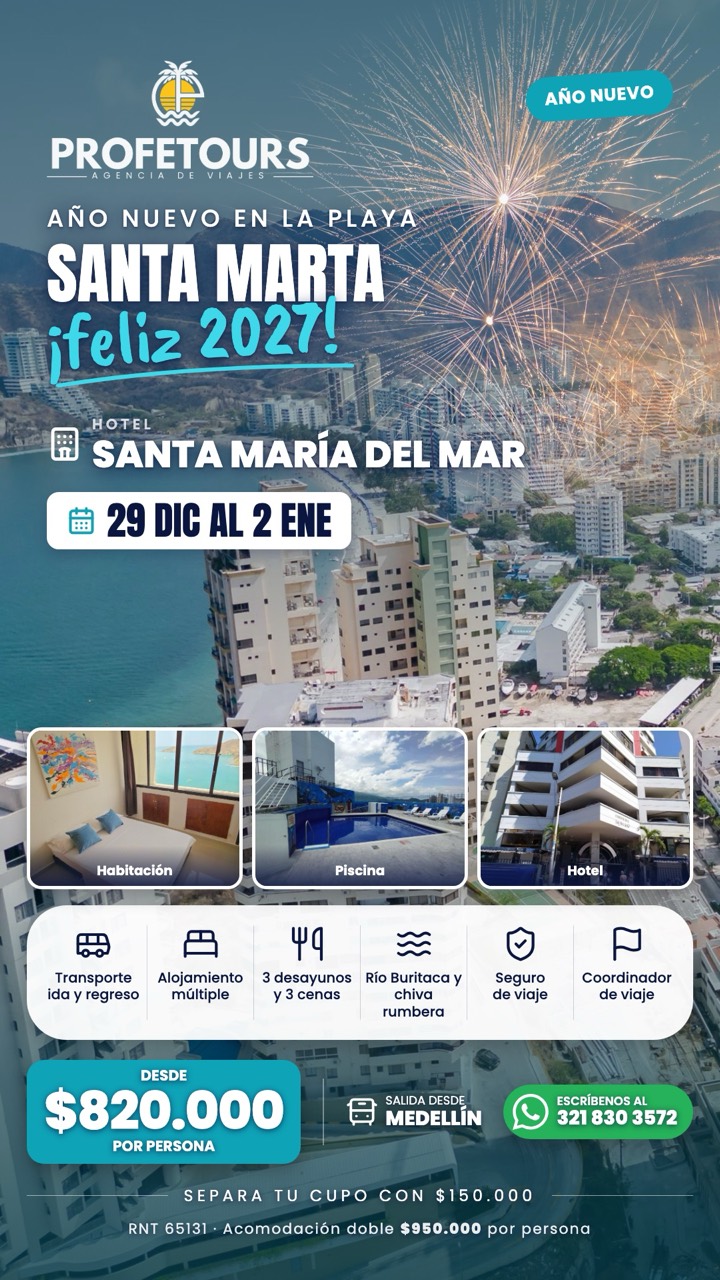 AÑO NUEVO
PROFETOURS
AGENCIA DE VIAJES
AÑO NUEVO EN LA PLAYA
SANTA MARTA
¡feliz 2027!
HOTEL
SANTA MARÍA DEL MAR
29 DIC AL 2 ENE
Habitación
Piscina
Hotel
Transporte
ida y regreso
Alojamiento
múltiple
3 desayunos
y 3 cenas
Río Buritaca y
chiva
rumbera
Seguro
de viaje
Coordinador
de viaje
DESDE
$820.000
POR PERSONA
SALIDA DESDE
MEDELLÍN
ESCRÍBENOS AL
321 830 3572
SEPARA TU CUPO CON $150.000
RNT 65131 · Acomodación doble $950.000 por persona